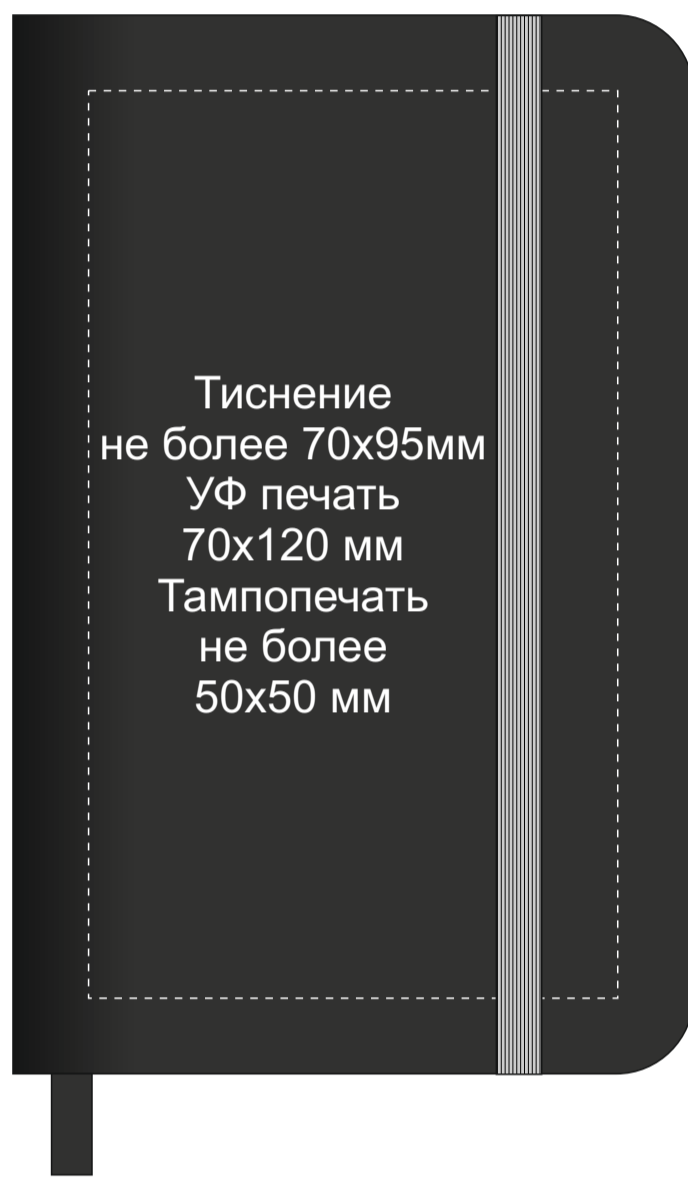 Тиснение
не более 70х95мм
УФ печать
70х120 мм
Тампопечать
не более
50х50 мм